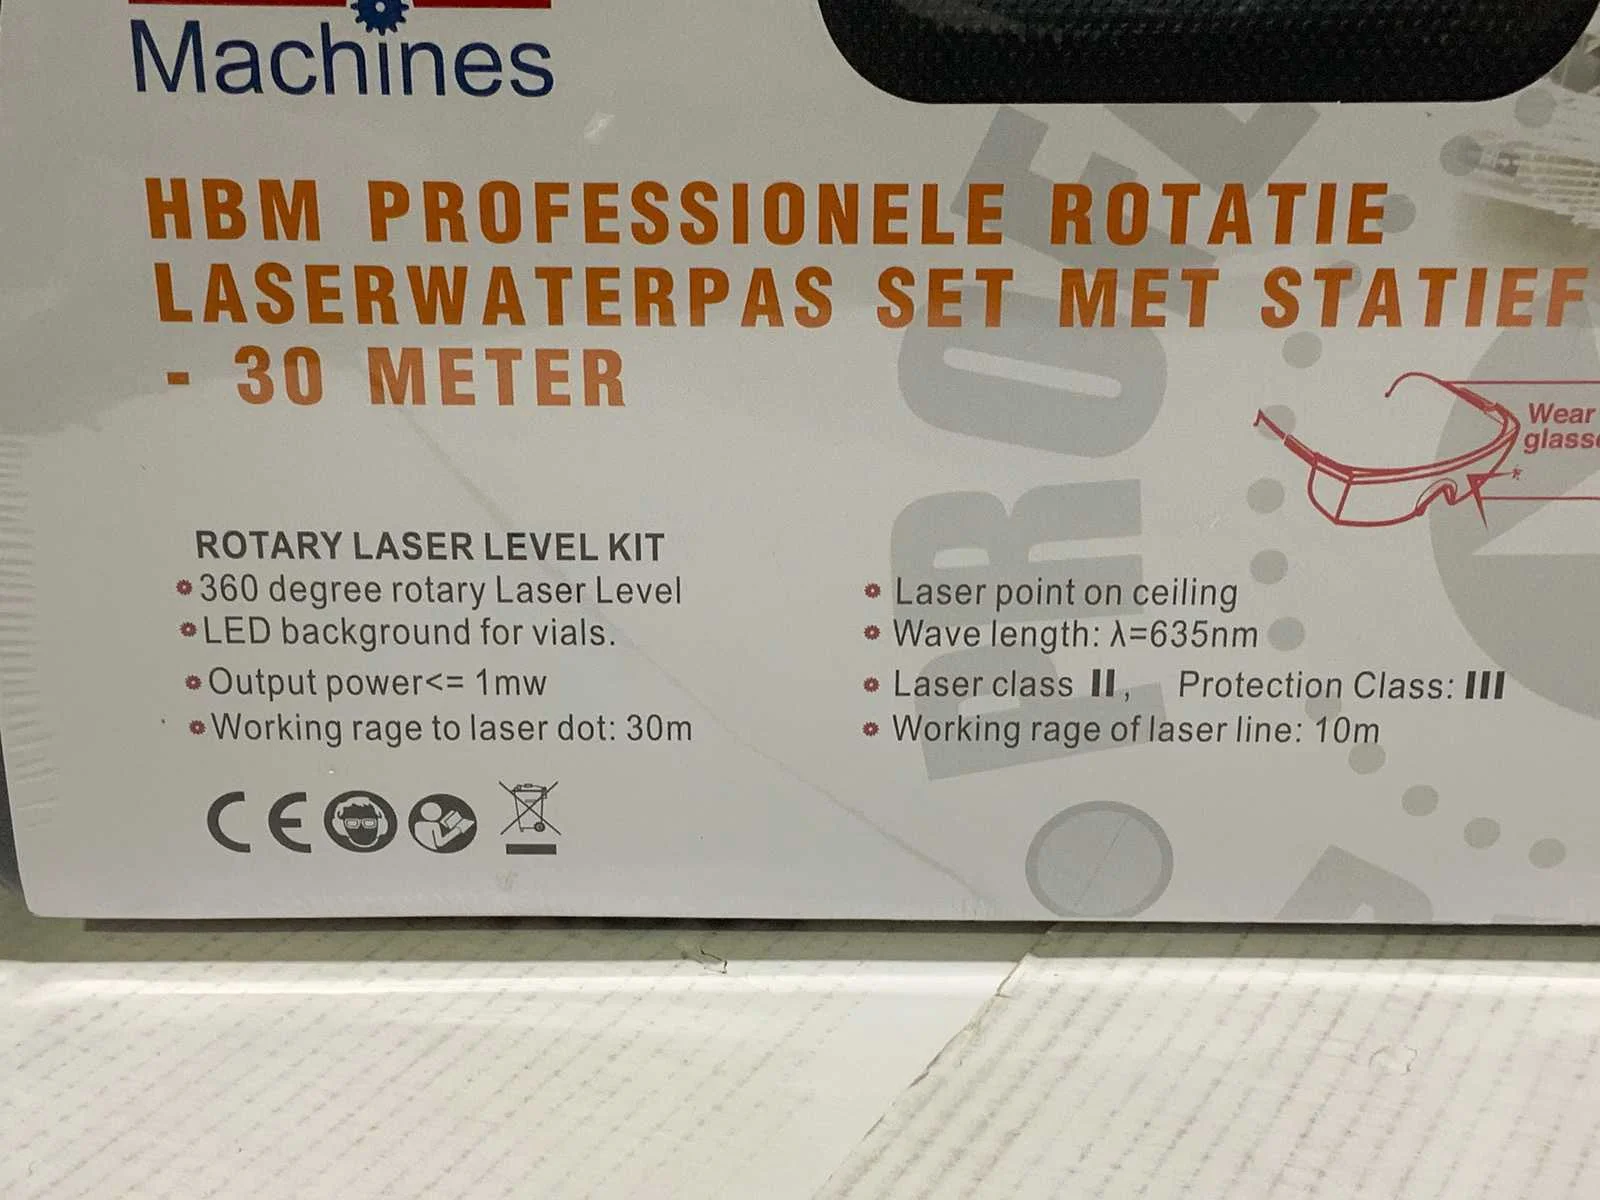 Machines
HBM PROFESSIONELE ROTATIE
LASERWATERPAS SET MET STATIEF
- 30 METER
Wear
ROTARY LASER LEVEL KIT
360 degree rotary Laser Level
LED background for vials.
Output power<= 1mw
Working rage to laser dot: 30m
Laser point on ceiling
Wave length: λ=635nm
Laser class II, Protection Class: III
Working rage of laser line: 10m
CE